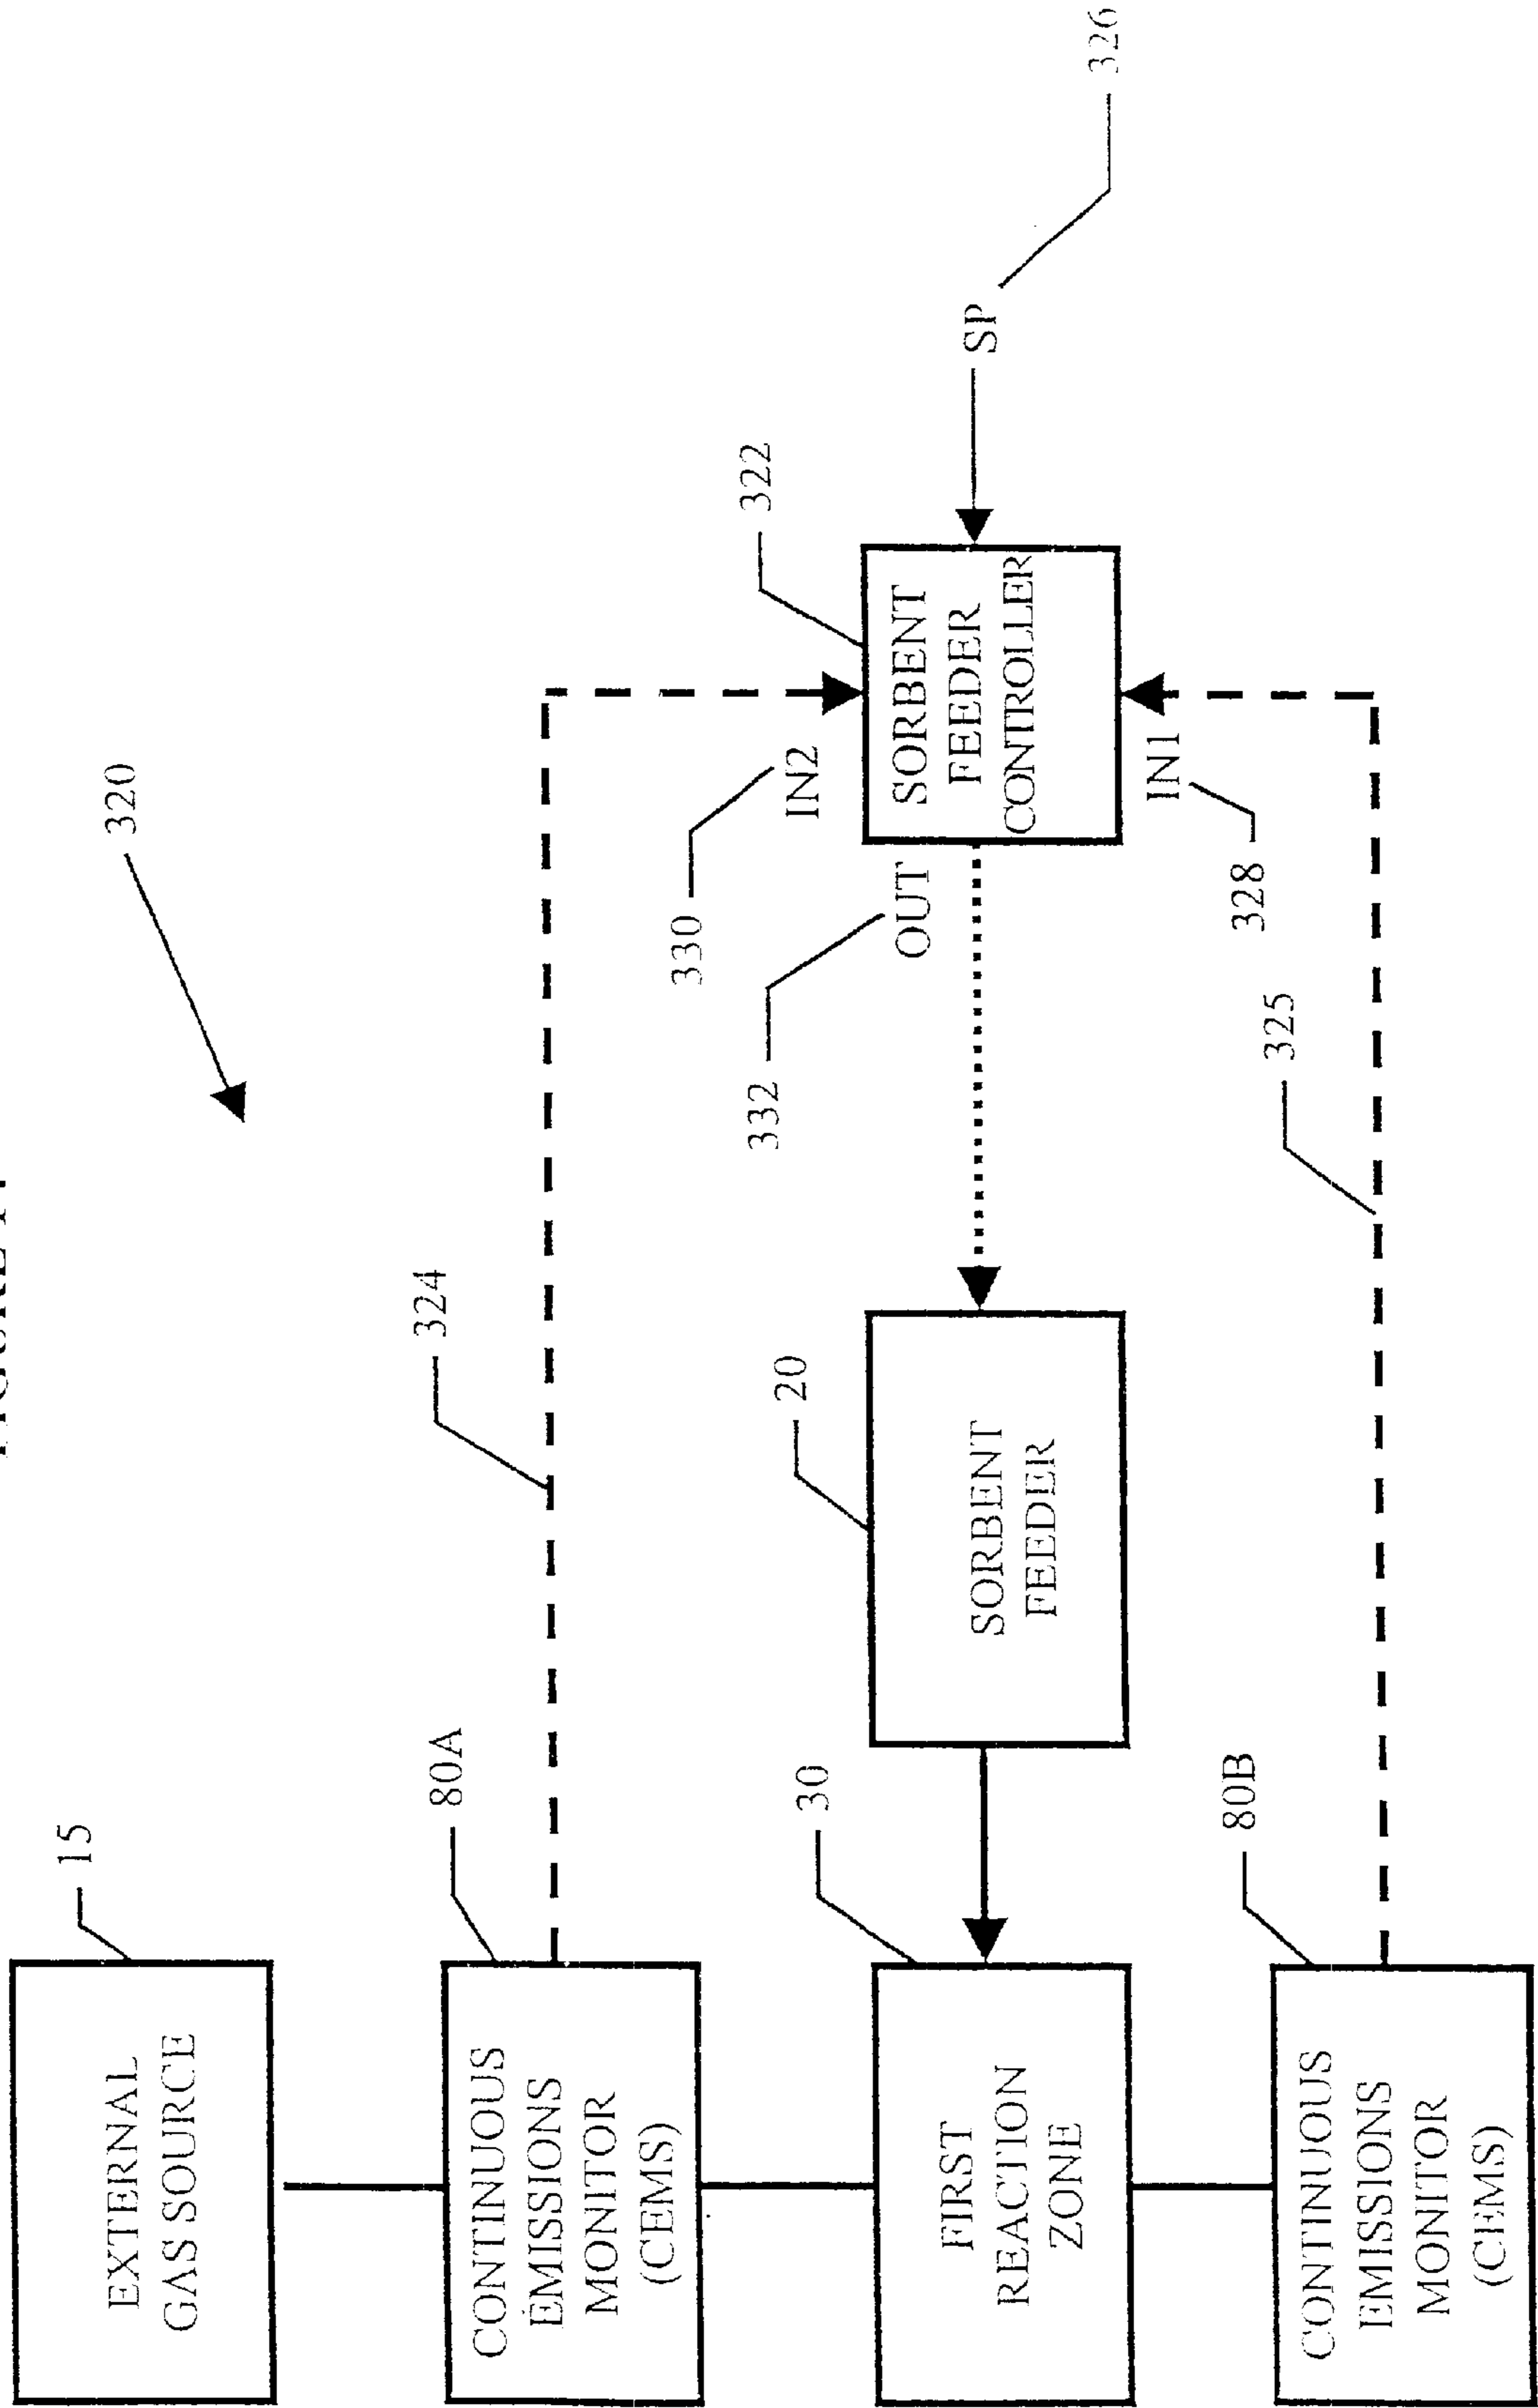 320
15
EXTERNAL
GAS SOURCE
324
80A
CONTINUOUS
EMISSIONS
MONITOR
(CEMS)
330
IN2
322
SORBENT
FEEDER
CONTROLLER
SP
326
332
OUT
IN1
328
20
SORBENT
FEEDER
30
FIRST
REACTION
ZONE
325
80B
CONTINUOUS
EMISSIONS
MONITOR
(CEMS)